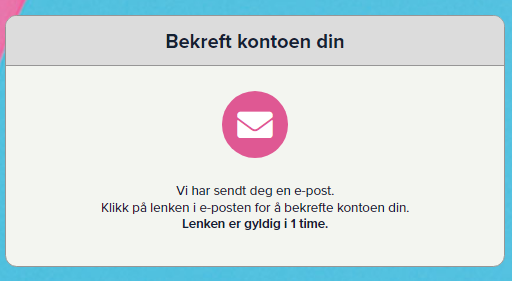 Bekreft kontoen din
Vi har sendt deg en e-post.
Klikk på lenken i e-posten for å bekrefte kontoen din.
Lenken er gyldig i 1 time.